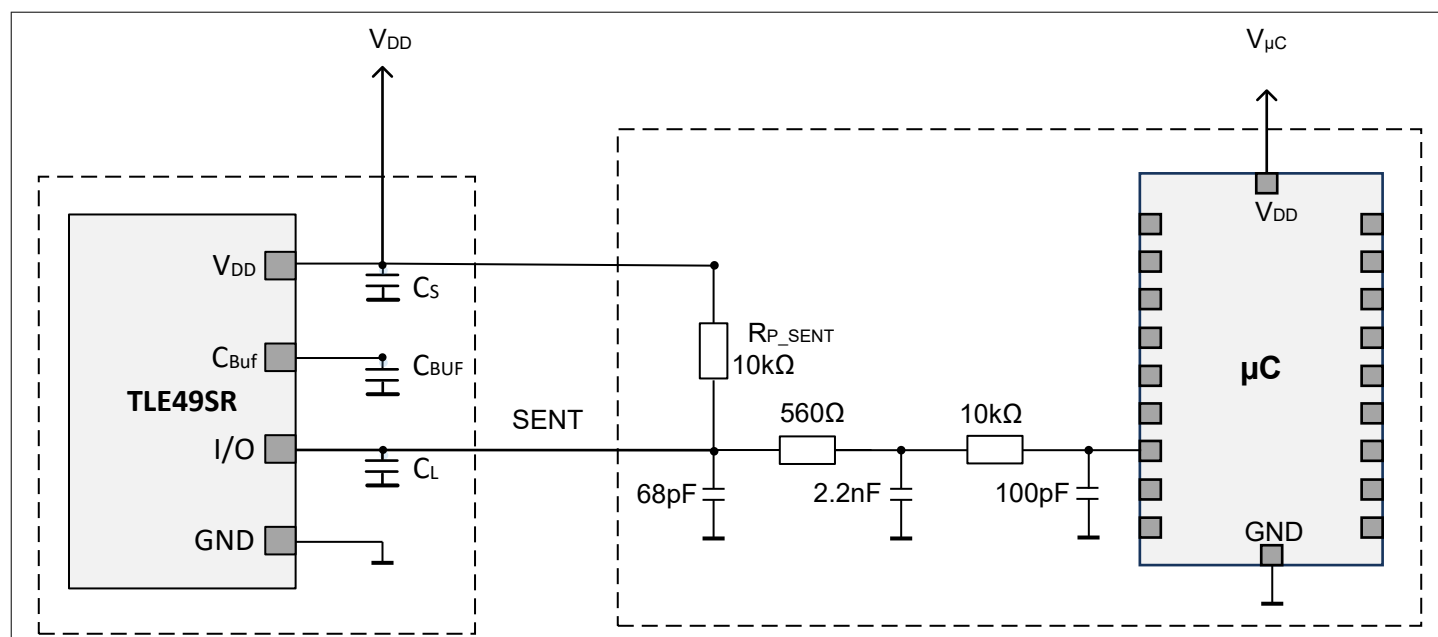 VDD
VµC
VDD
VDD
CS
RP_SENT
10kΩ
CBuf
CBUF
µC
TLE49SR
560Ω
10kΩ
SENT
I/O
CL
68pF
2.2nF
100pF
GND
GND